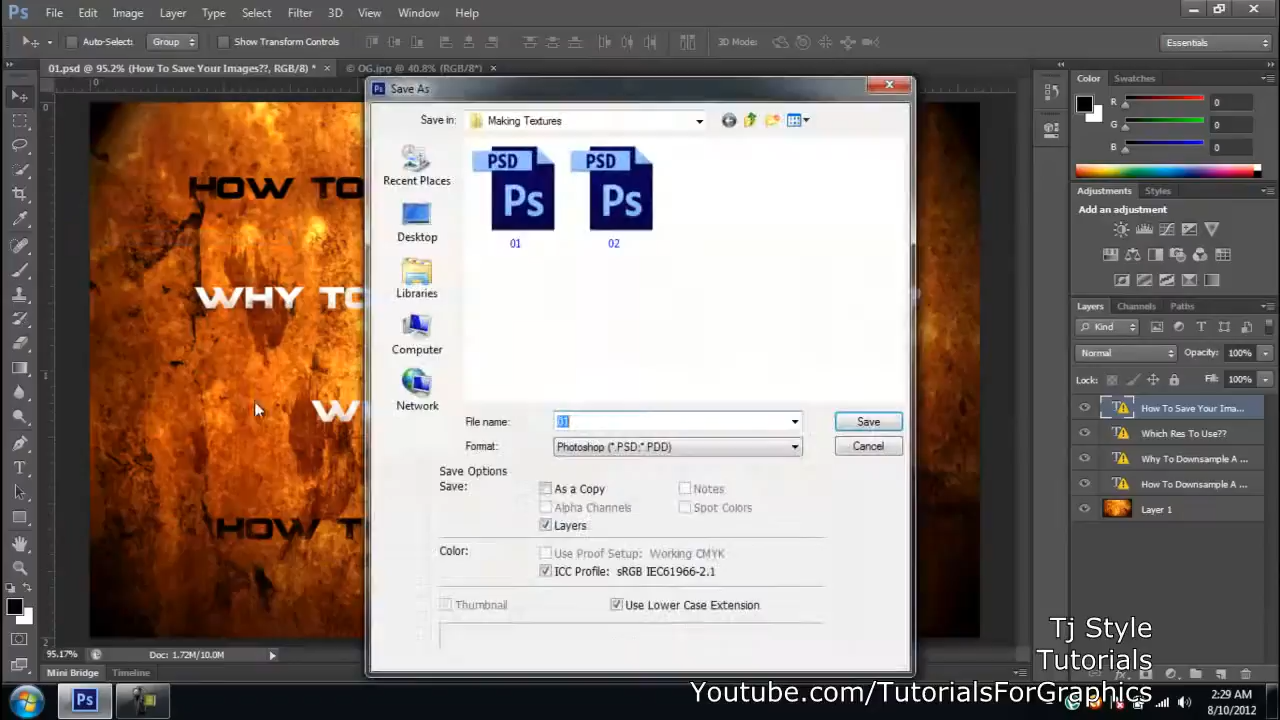 Ps File Edit Image Layer Type Select Filter 3D View Window Help
Auto-Select: Group Show Transform Controls 3D Mode: Essentials
01.psd @ 95.2% (How To Save Your Images??, RGB/8) * × © OG.jpg @ 40.8% (RGB/8*) ×
Save As
Save in: Making Textures
Recent Places
Desktop
Libraries
Computer
Network
PSD Ps
01
PSD Ps
02
File name: 01
Save
Format: Photoshop (*.PSD;*.PDD)
Cancel
Save Options
Save: As a Copy Notes
Alpha Channels Spot Colors
Layers
Color: Use Proof Setup: Working CMYK
ICC Profile: sRGB IEC61966-2.1
Thumbnail Use Lower Case Extension
HOW TO
WHY TO
W
HOW T
Color Swatches
R 0
G 0
B 0
Adjustments Styles
Add an adjustment
Layers Channels Paths
Kind
Normal Opacity: 100%
Lock: Fill: 100%
How To Save Your Ima...
Which Res To Use??
Why To Downsample A ...
How To Downsample A ...
Layer 1
95.17% Doc: 1.72M/10.0M
Mini Bridge Timeline
Tj Style
Tutorials
Youtube.com/TutorialsForGraphics
2:29 AM
8/10/2012